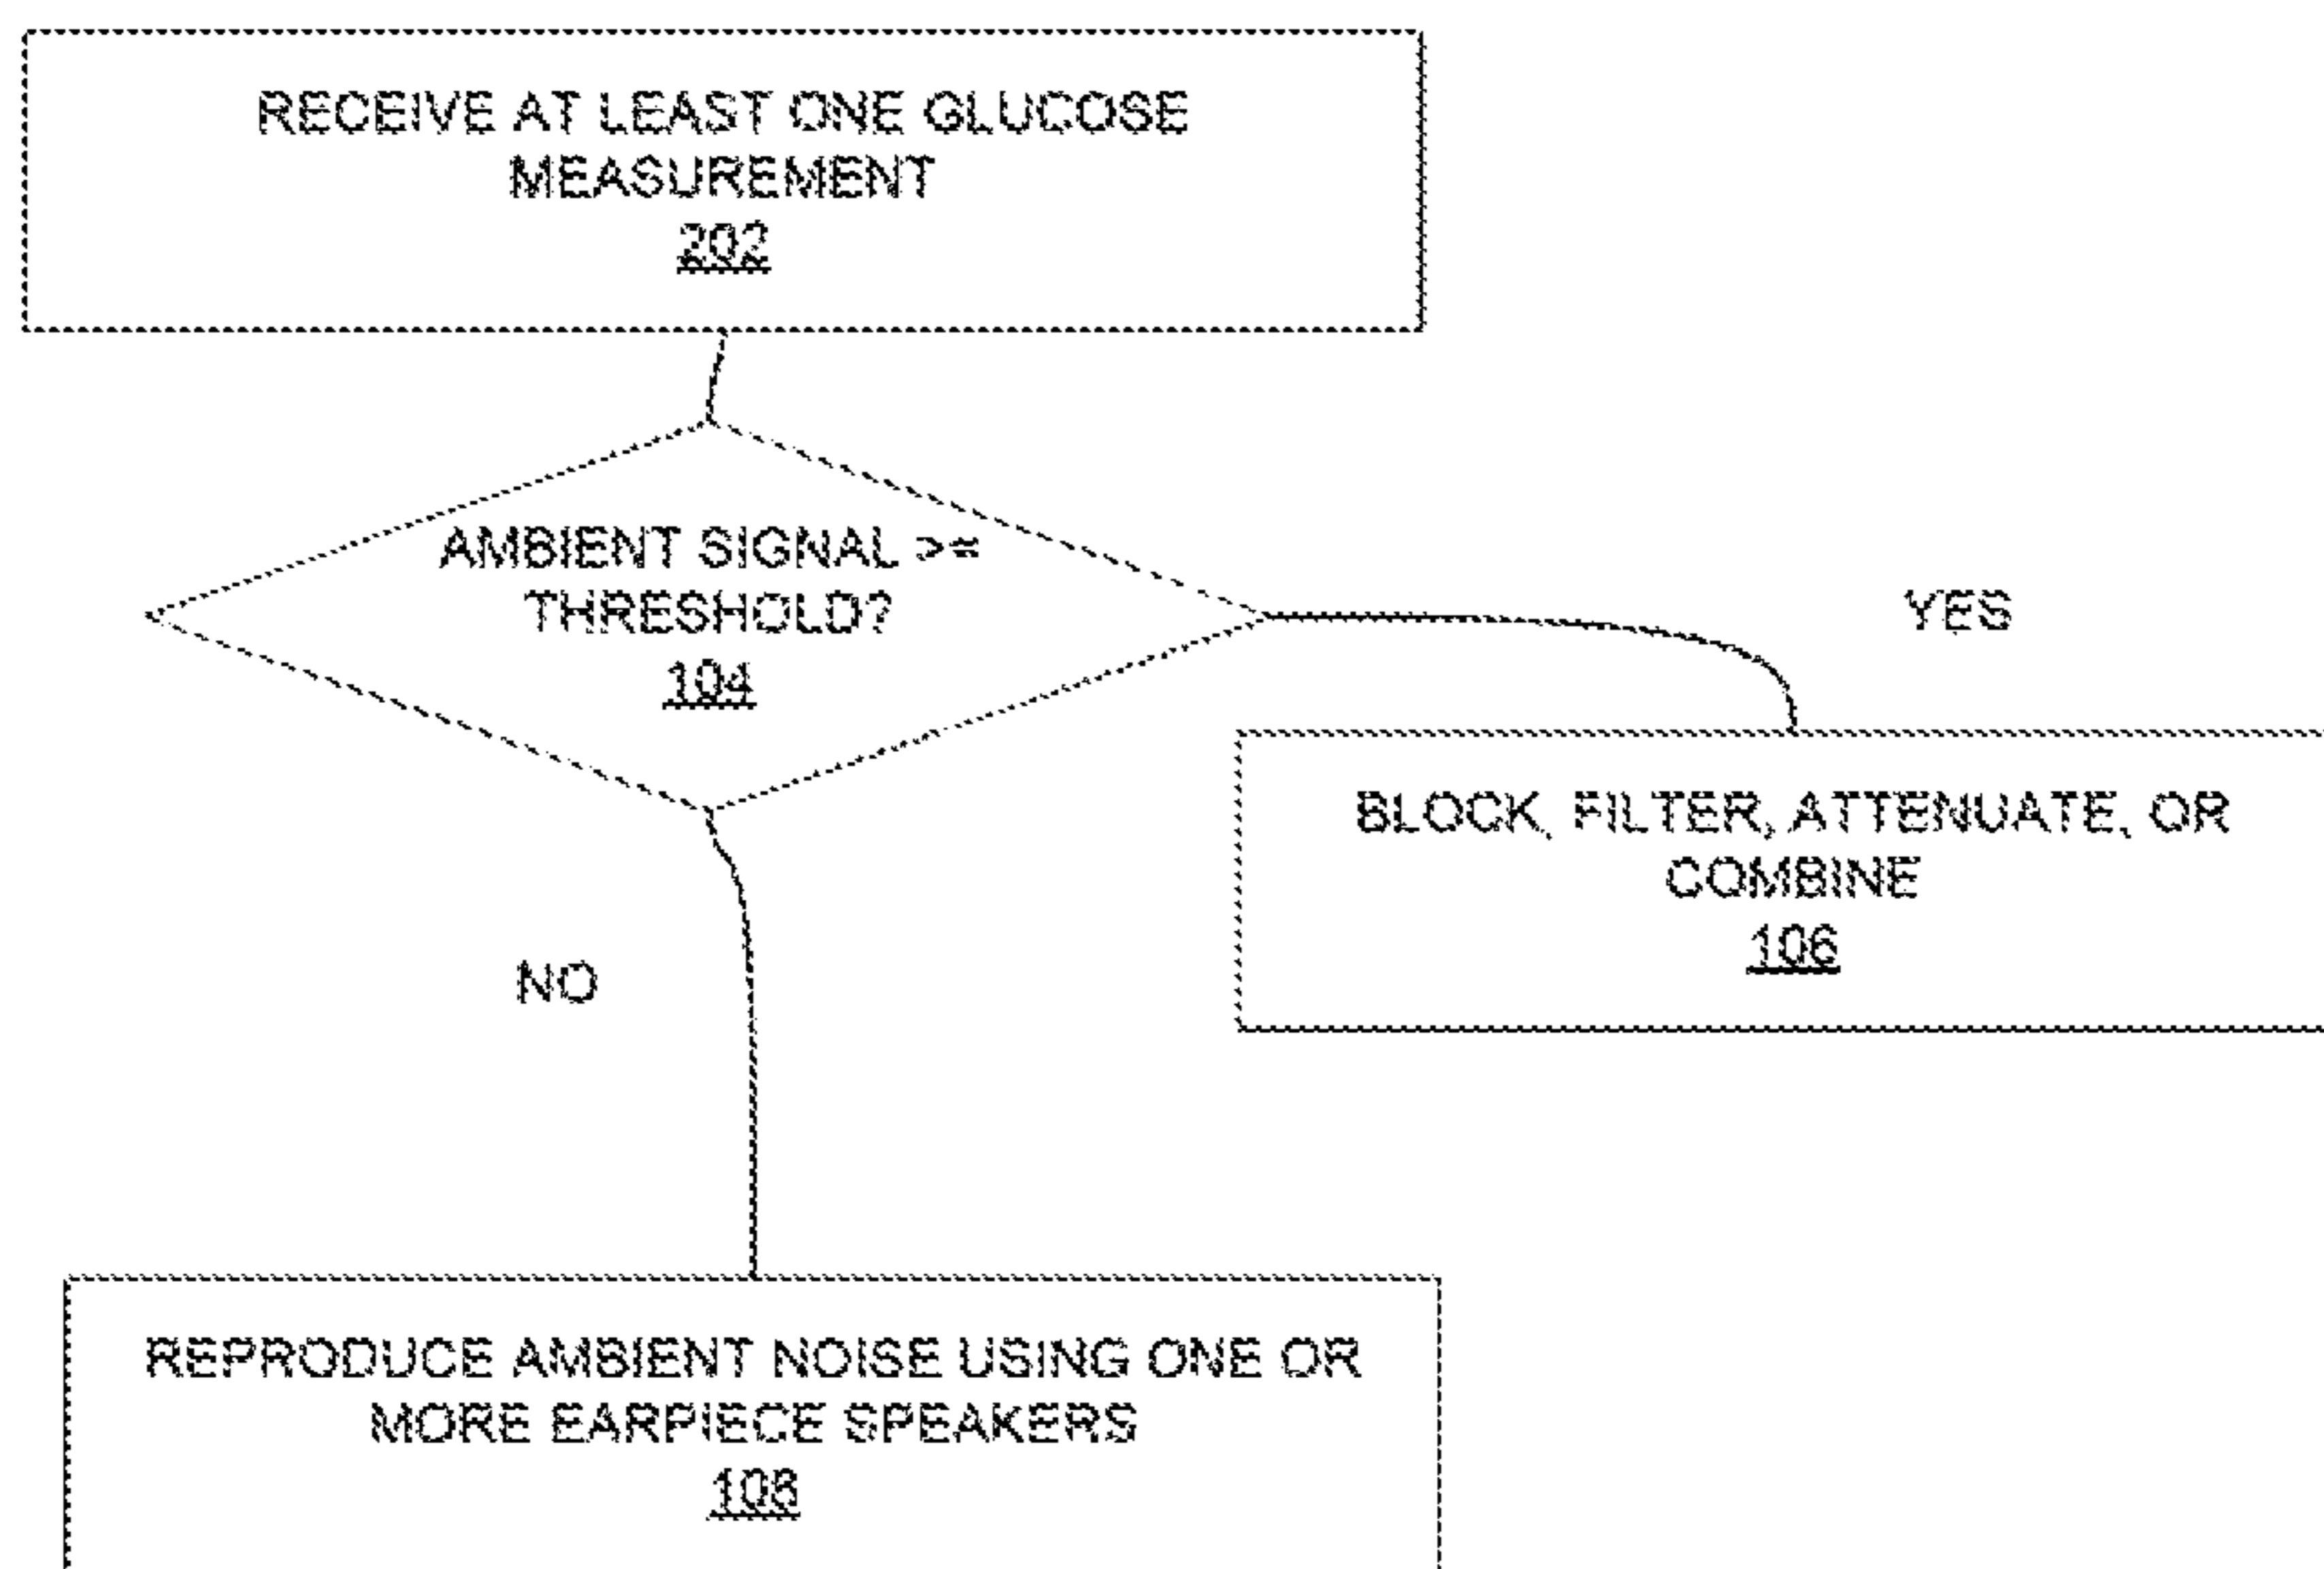 RECEIVE AT LEAST ONE GLUCOSE
MEASUREMENT
202
AMBIENT SIGNAL >=
THRESHOLD?
104
YES
BLOCK, FILTER, ATTENUATE, OR
COMBINE
106
NO
REPRODUCE AMBIENT NOISE USING ONE OR
MORE EARPIECE SPEAKERS
108